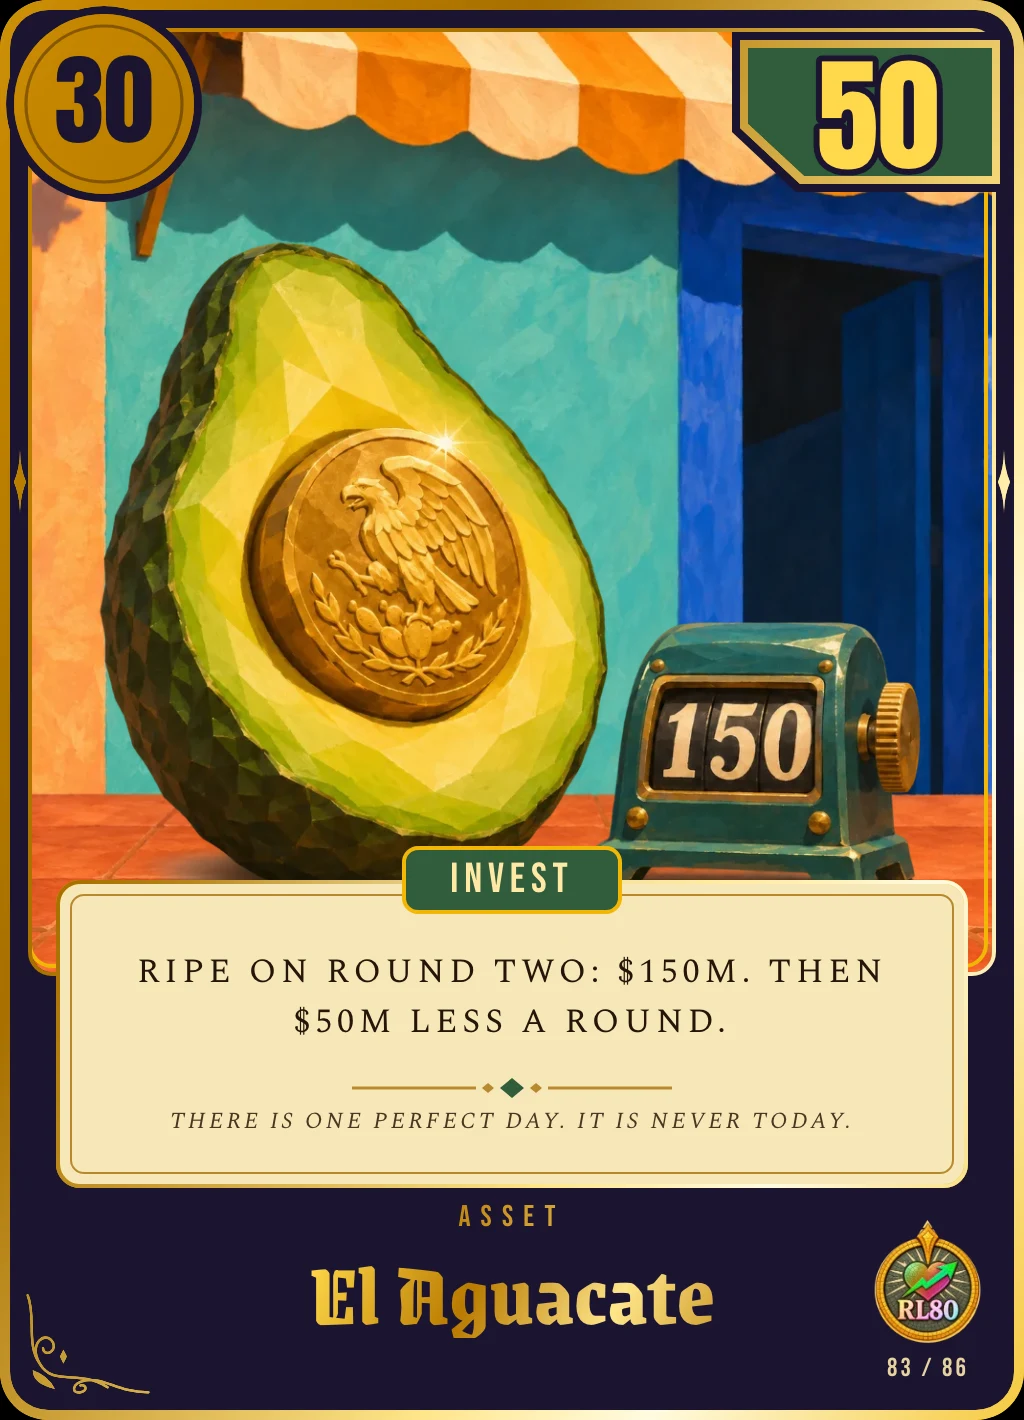 30
50
150
INVEST
RIPE ON ROUND TWO: $150M. THEN
$50M LESS A ROUND.
THERE IS ONE PERFECT DAY. IT IS NEVER TODAY.
ASSET
El Aguacate
RL80
83 / 86